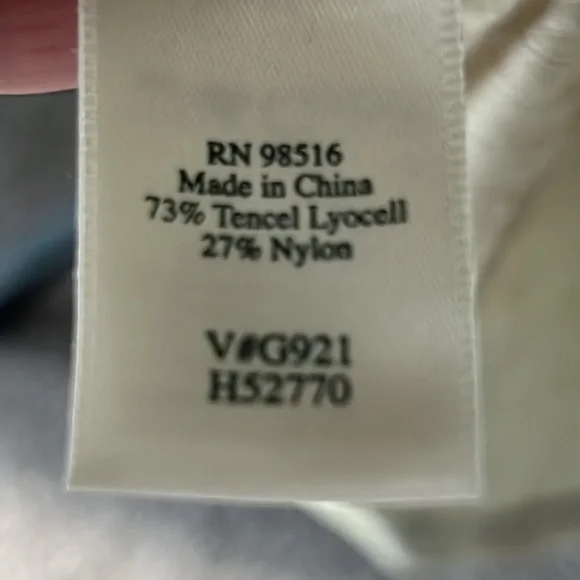 RN 98516
Made in China
73% Tencel Lyocell
27% Nylon
V#G921
H52770